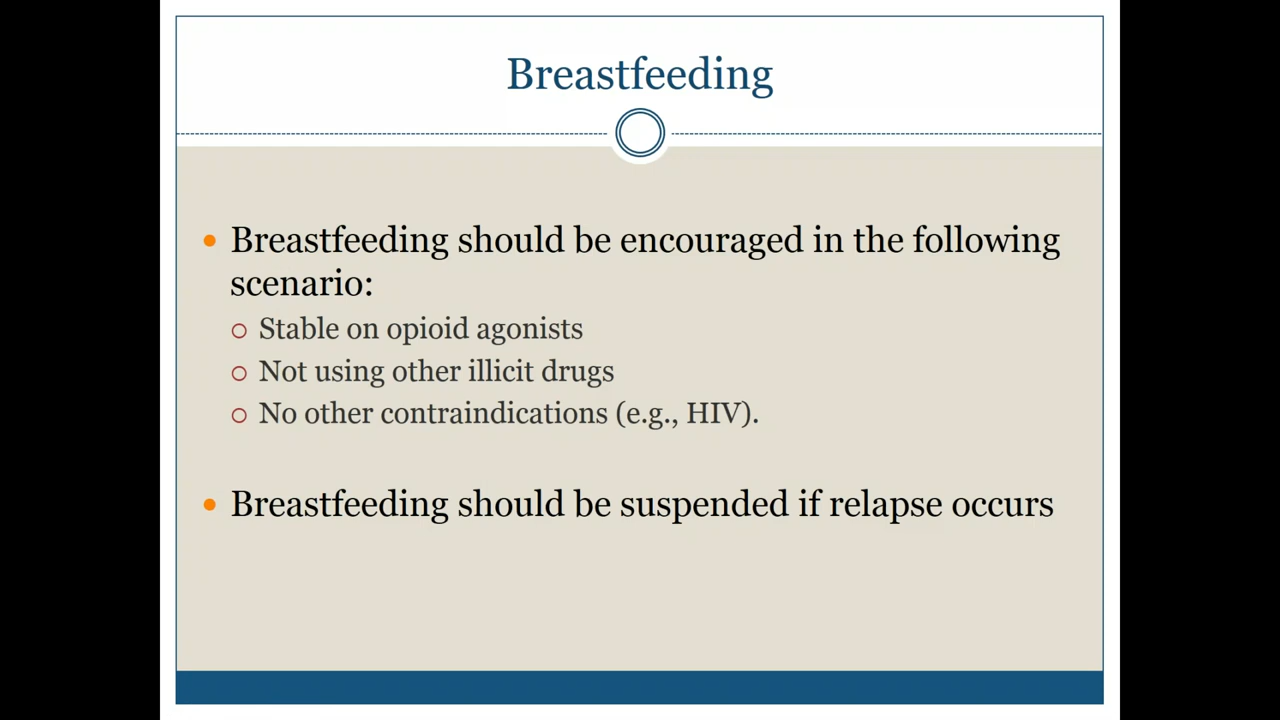 Breastfeeding
Breastfeeding should be encouraged in the following
scenario:
Stable on opioid agonists
Not using other illicit drugs
No other contraindications (e.g., HIV).
Breastfeeding should be suspended if relapse occurs